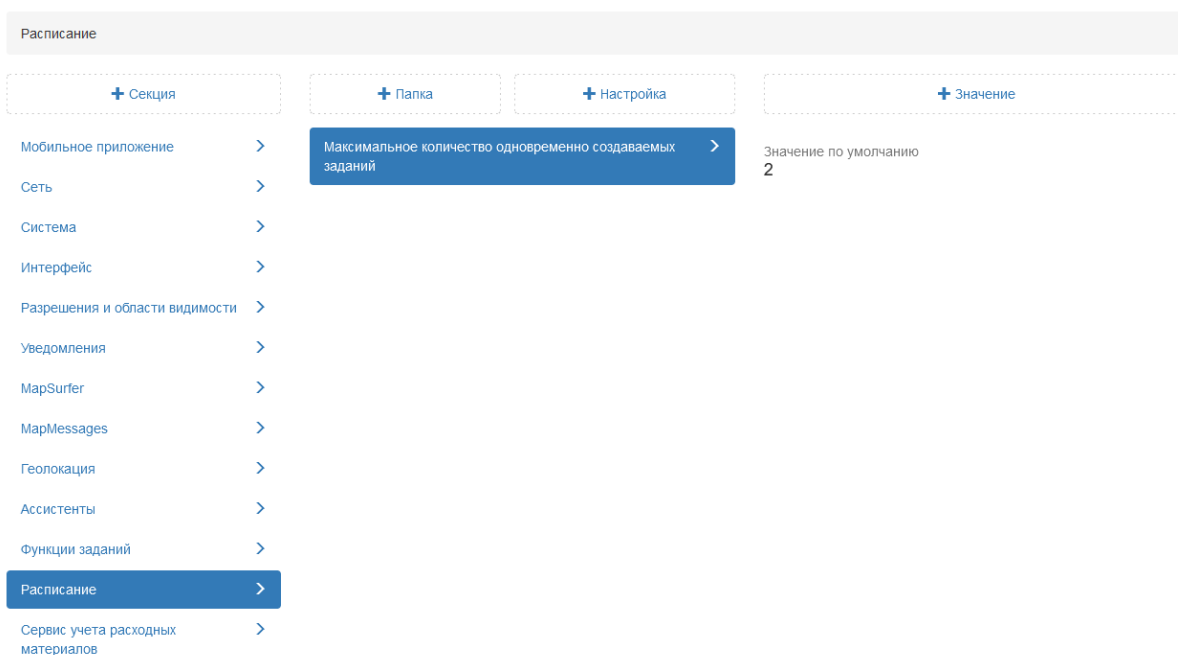 Расписание
+ Секция
+ Папка
+ Настройка
+ Значение
Мобильное приложение
Сеть
Система
Интерфейс
Разрешения и области видимости
Уведомления
MapSurfer
MapMessages
Геолокация
Ассистенты
Функции заданий
Расписание
Сервис учета расходных
материалов
Максимальное количество одновременно создаваемых
заданий
Значение по умолчанию
2